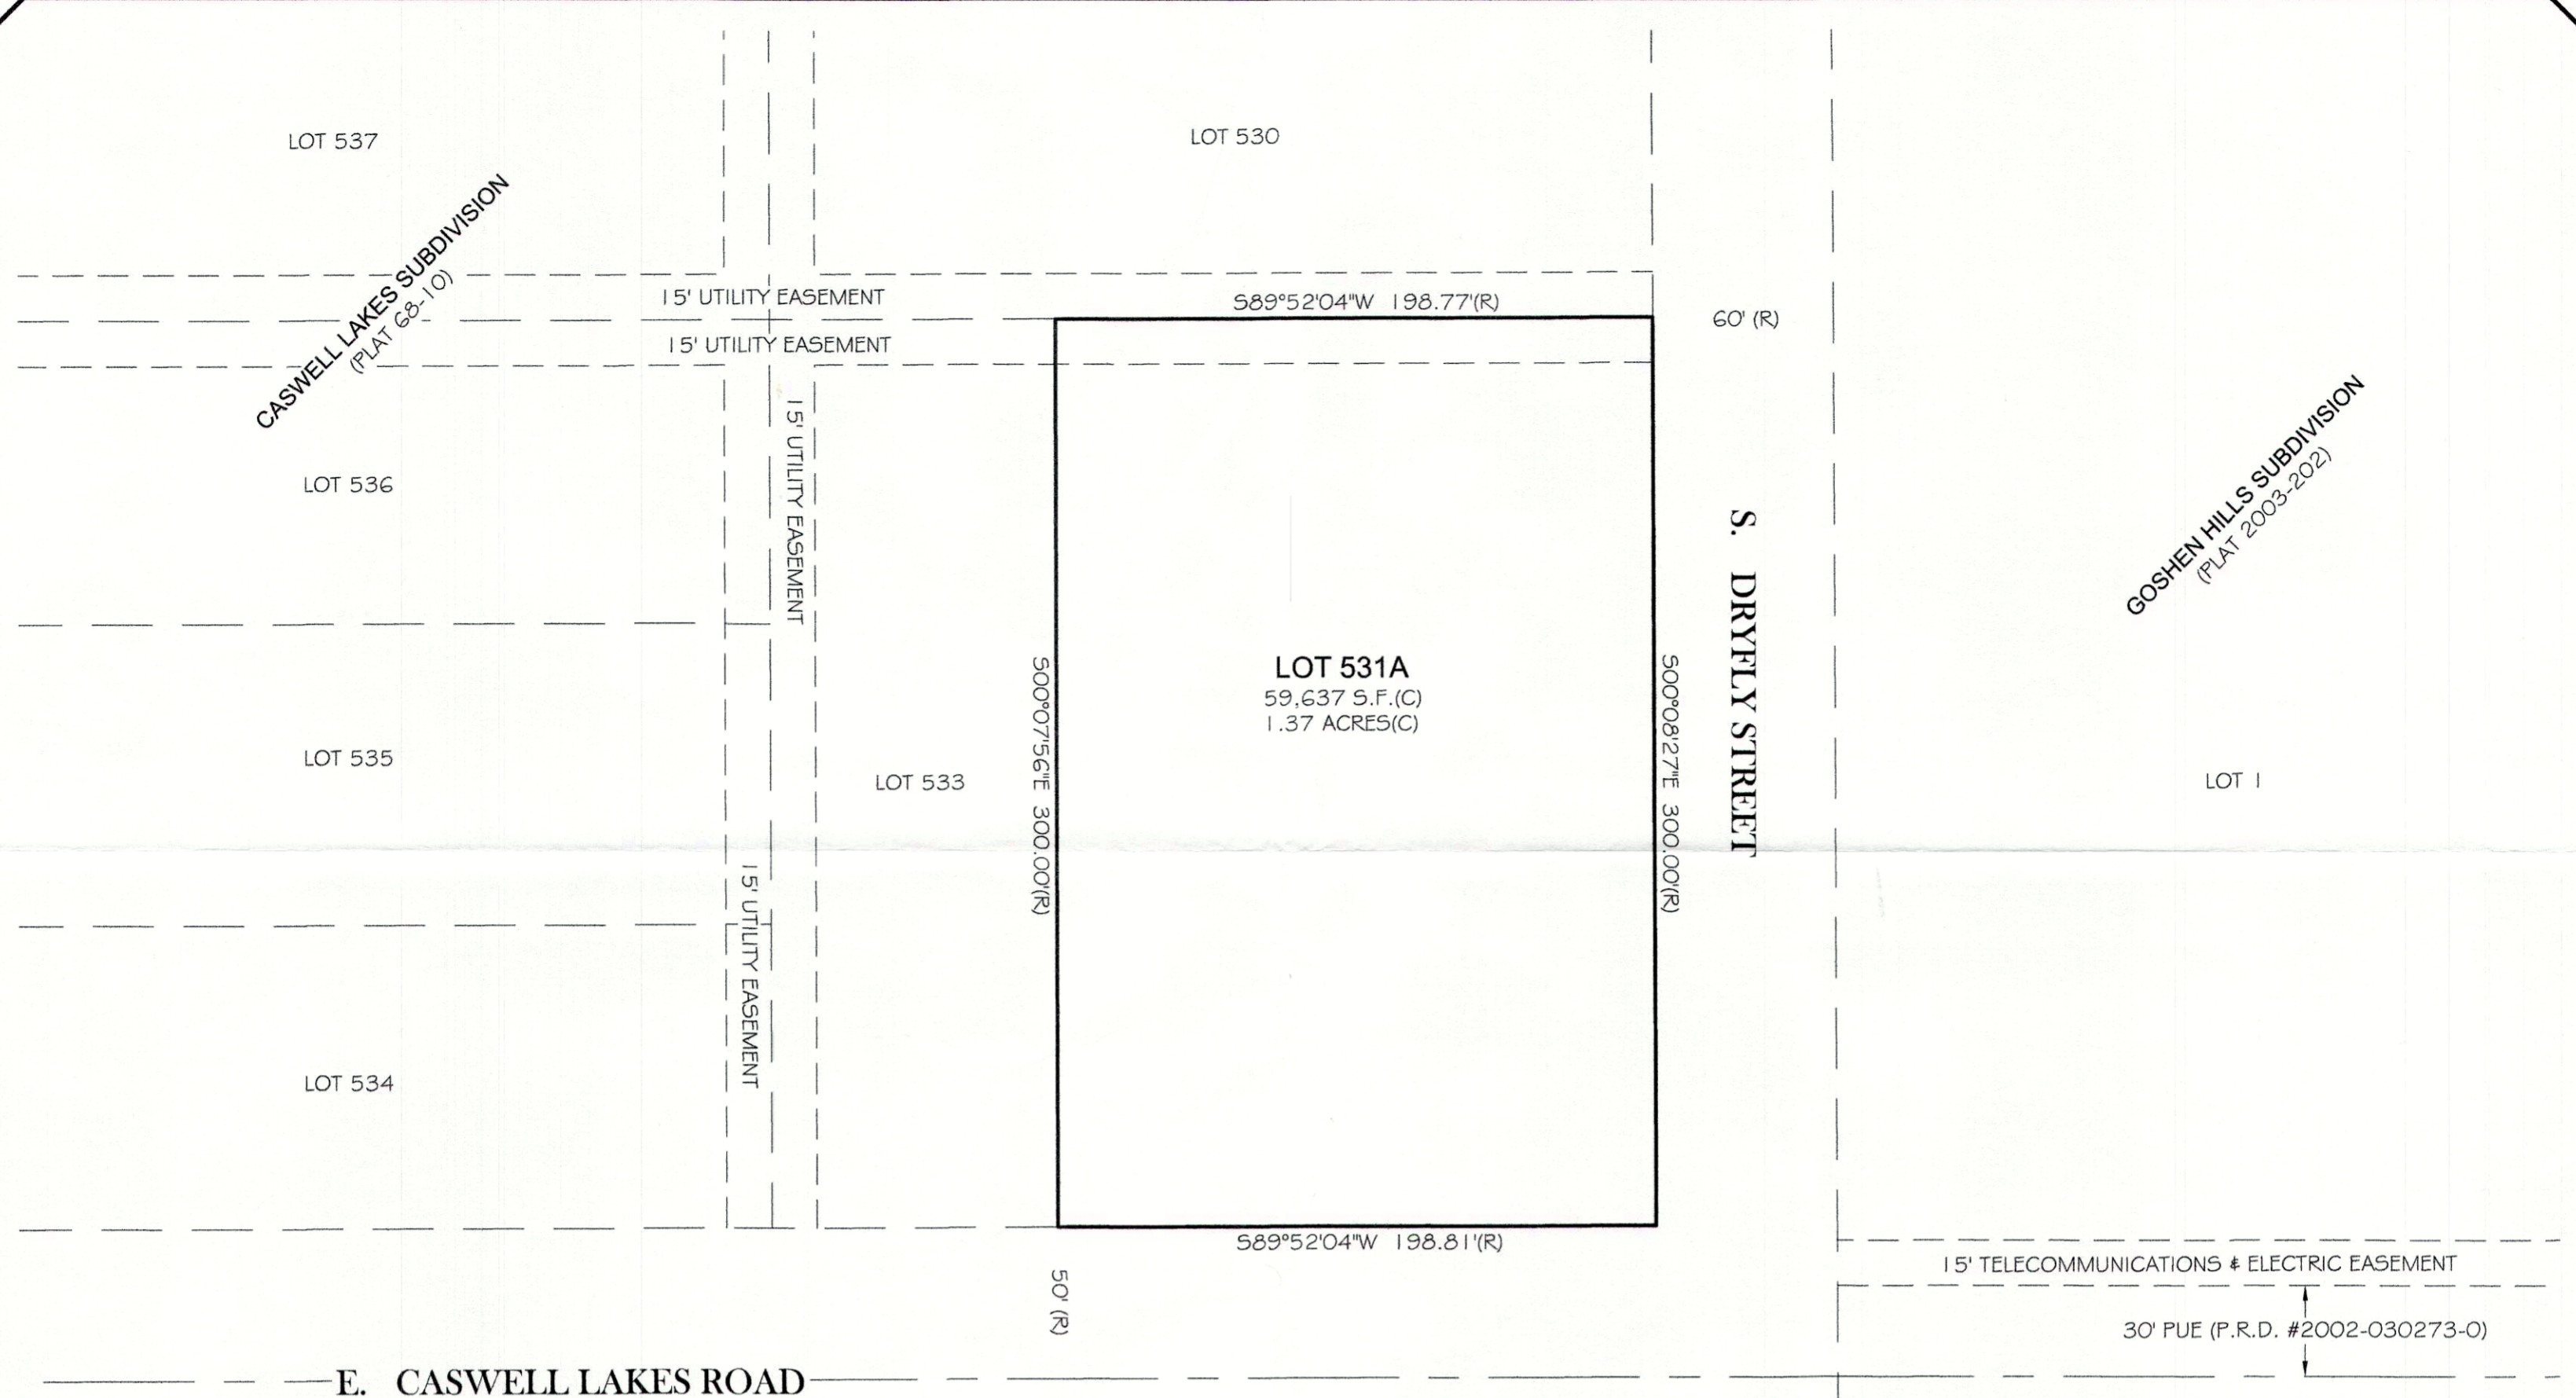 LOT 537
LOT 530
CASWELL LAKES SUBDIVISION
(PLAT 68-10)
15' UTILITY EASEMENT
15' UTILITY EASEMENT
S89°52'04"W 198.77'(R)
60' (R)
GOSHEN HILLS SUBDIVISION
(PLAT 2003-202)
LOT 536
15' UTILITY EASEMENT
S. DRYFLY STREET
LOT 531A
59,637 S.F.(C)
1.37 ACRES(C)
S00°07'56"E 300.00'(R)
S00°08'27"E 300.00'(R)
LOT 535
LOT 533
LOT 1
15' UTILITY EASEMENT
LOT 534
S89°52'04"W 198.81'(R)
50' (R)
15' TELECOMMUNICATIONS & ELECTRIC EASEMENT
30' PUE (P.R.D. #2002-030273-0)
E. CASWELL LAKES ROAD